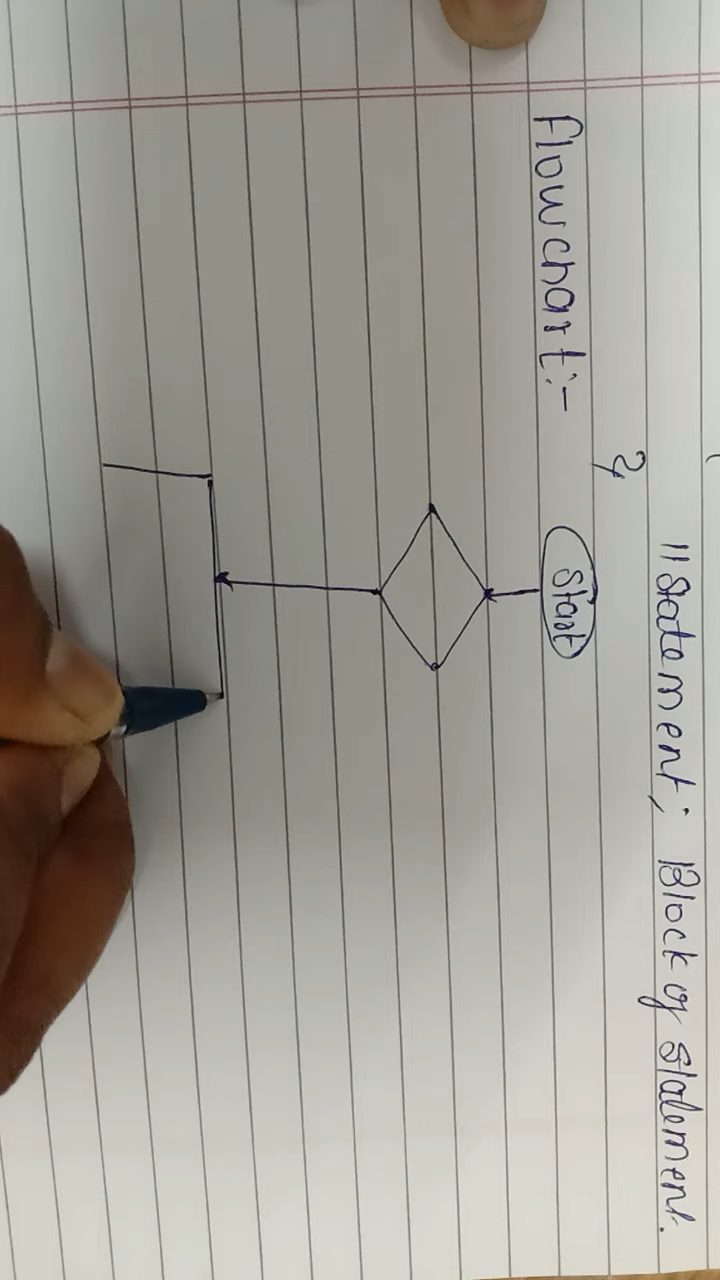 // Statement; Block of Statement.
}
Flowchart:-
Start